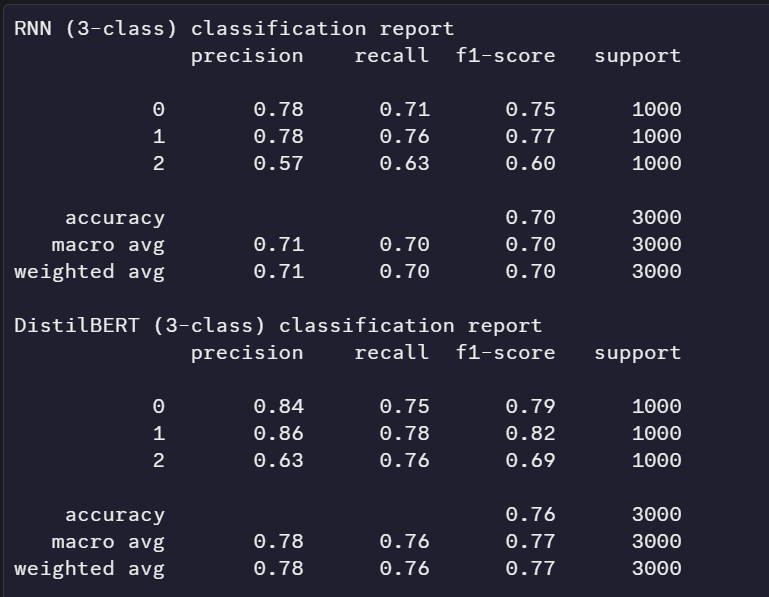 RNN (3-class) classification report
precision recall f1-score support
0 0.78 0.71 0.75 1000
1 0.78 0.76 0.77 1000
2 0.57 0.63 0.60 1000
accuracy 0.70 3000
macro avg 0.71 0.70 0.70 3000
weighted avg 0.71 0.70 0.70 3000
DistilBERT (3-class) classification report
precision recall f1-score support
0 0.84 0.75 0.79 1000
1 0.86 0.78 0.82 1000
2 0.63 0.76 0.69 1000
accuracy 0.76 3000
macro avg 0.78 0.76 0.77 3000
weighted avg 0.78 0.76 0.77 3000